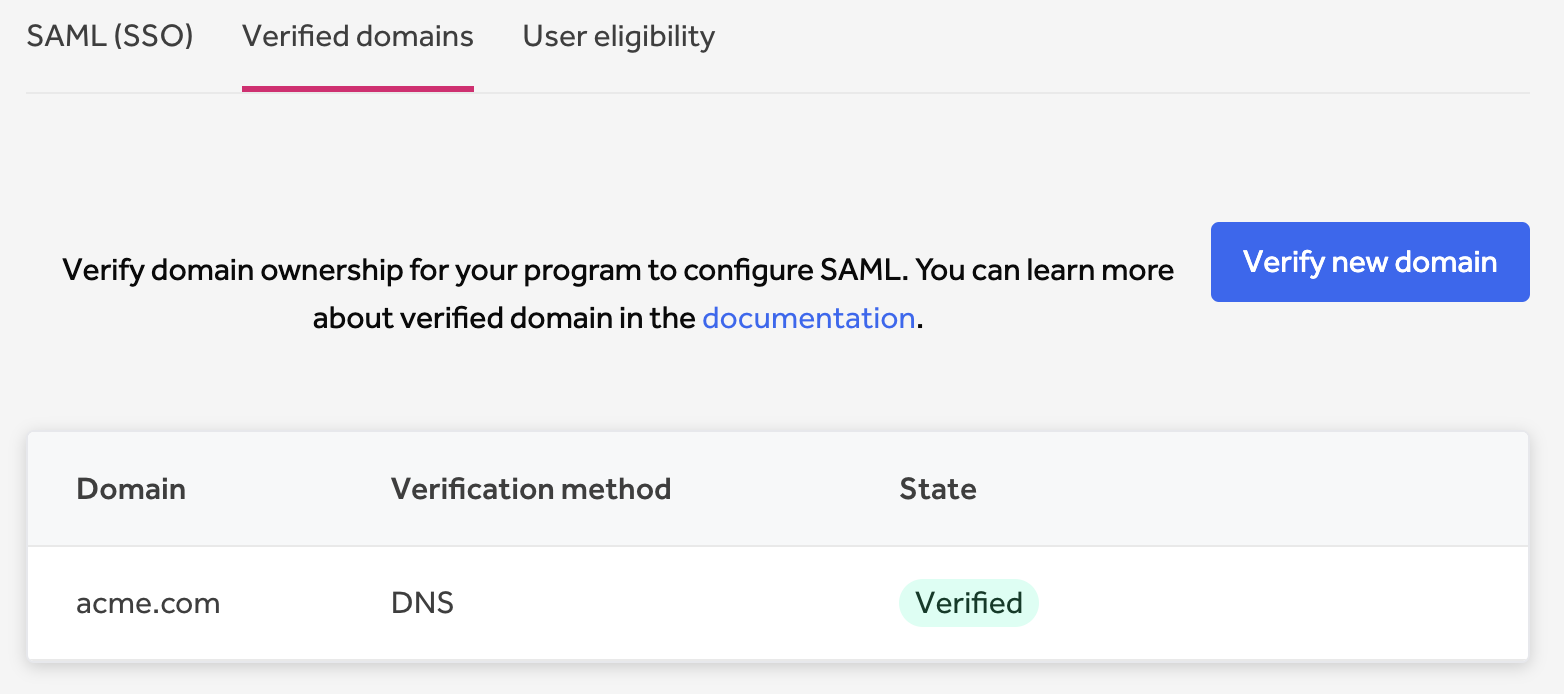 SAML (SSO) Verified domains User eligibility
Verify domain ownership for your program to configure SAML. You can learn more
about verified domain in the documentation.
Verify new domain
Domain Verification method State
acme.com DNS Verified